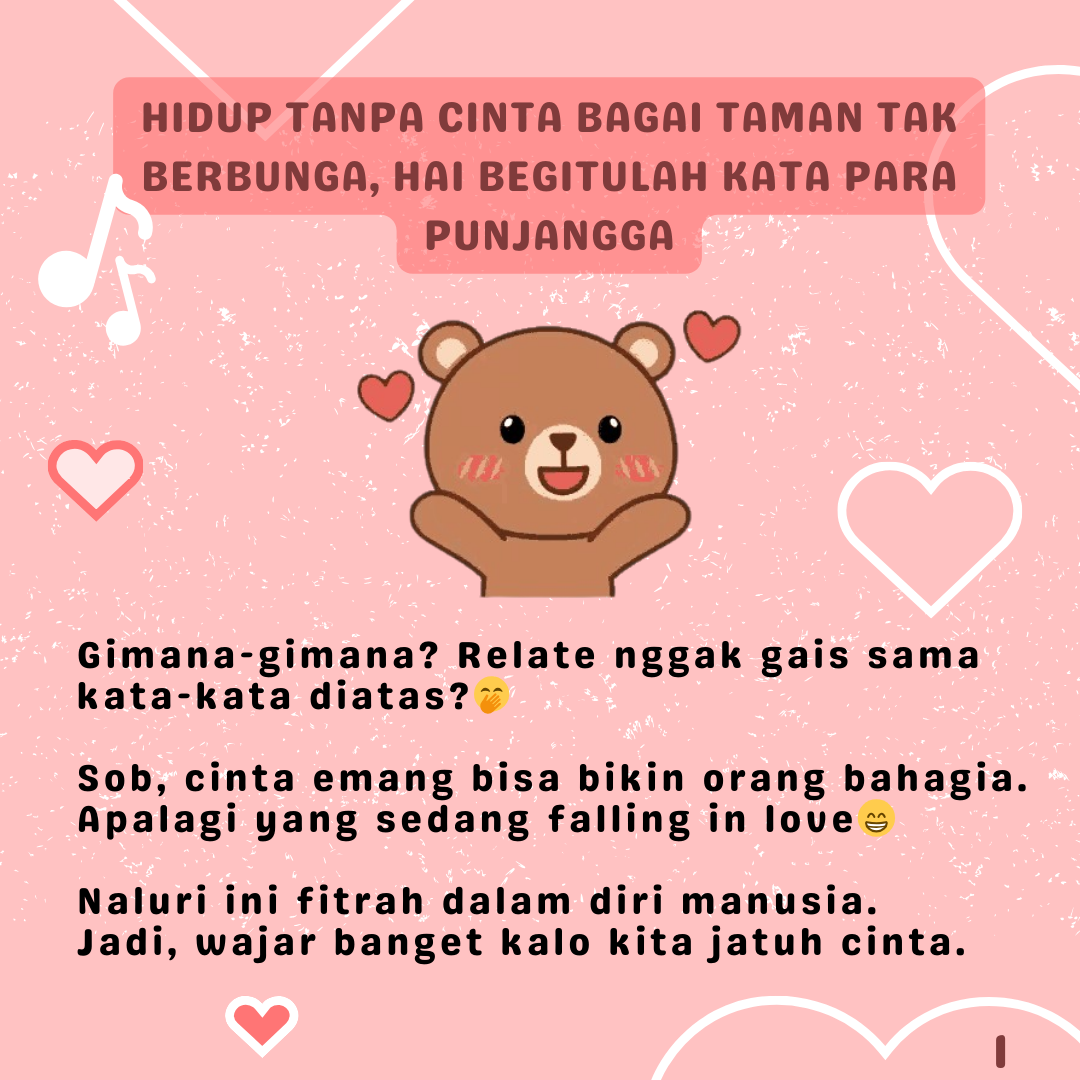 HIDUP TANPA CINTA BAGAI TAMAN TAK
BERBUNGA, HAI BEGITULAH KATA PARA
PUNJANGGA
Gimana-gimana? Relate nggak gais sama
kata-kata diatas?🤭
Sob, cinta emang bisa bikin orang bahagia.
Apalagi yang sedang falling in love😁
Naluri ini fitrah dalam diri manusia.
Jadi, wajar banget kalo kita jatuh cinta.
1